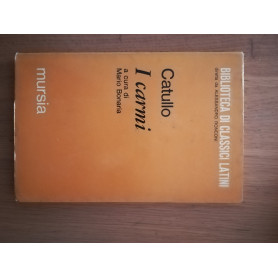 BIBLIOTECA DI CLASSICI LATINI
Catullo
I carmi
a cura di
Mario Bonaria
mursia